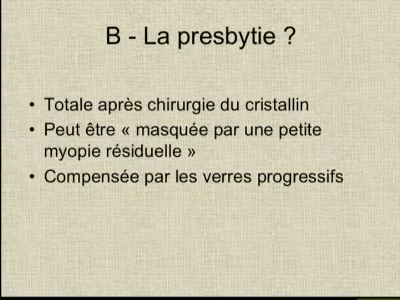 B - La presbytie ?
• Totale après chirurgie du cristallin
• Peut être « masquée par une petite
myopie résiduelle »
• Compensée par les verres progressifs